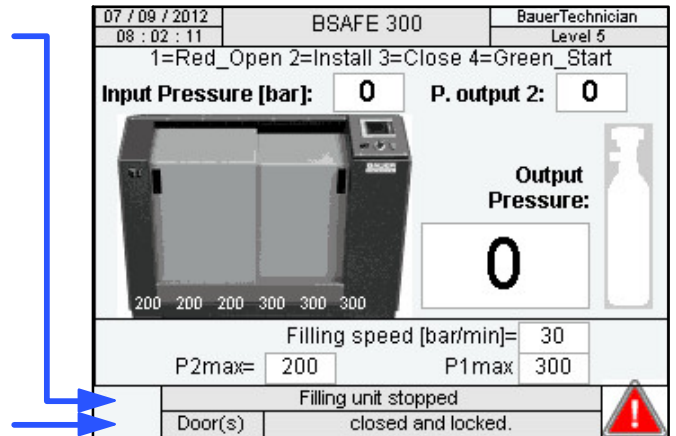 07 / 09 / 2012 BSAFE 300 BauerTechnician
08 : 02 : 11 Level 5
1=Red_Open 2=Install 3=Close 4=Green_Start
Input Pressure [bar]: 0 P. output 2: 0
BAUER
Output
Pressure:
0
200 200 200 300 300 300
Filling speed [bar/min]= 30
P2max= 200 P1max 300
Filling unit stopped
Door(s) closed and locked.